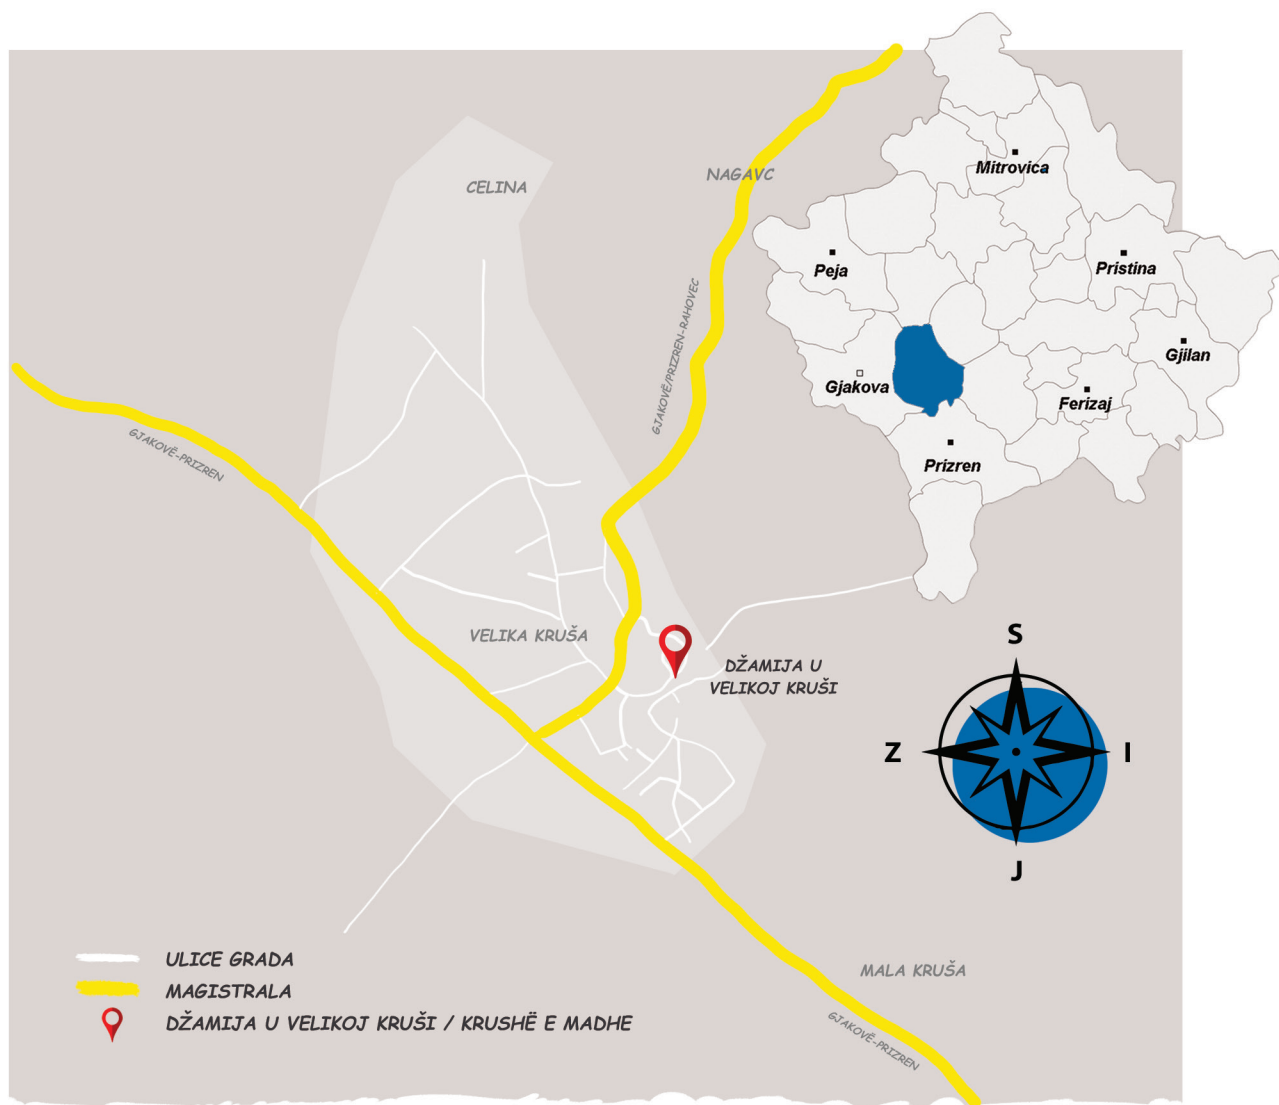 CELINA
NAGAVC
Mitrovica
Peja
Pristina
GJAKOVË/PRIZREN-RAHOVEC
Gjilan
Gjakova
Ferizaj
GJAKOVË-PRIZREN
Prizren
VELIKA KRUŠA
DŽAMIJA U
VELIKOJ KRUŠI
S
Z
I
J
ULICE GRADA
MAGISTRALA
DŽAMIJA U VELIKOJ KRUŠI / KRUSHË E MADHE
MALA KRUŠA
GJAKOVË-PRIZREN